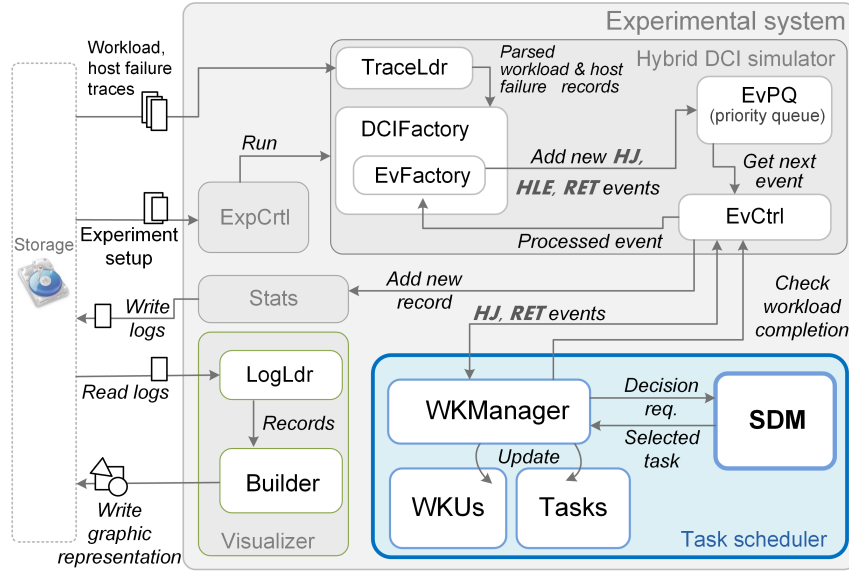 Experimental system
Workload,
host failure
traces
Hybrid DCI simulator
TraceLdr
Parsed
workload & host
failure records
EvPQ
(priority queue)
DCIFactory
EvFactory
Run
Add new HJ,
HLE, RET events
Get next
event
ExpCrtl
EvCtrl
Processed event
Experiment
setup
Storage
Stats
Add new
record
Check
workload
completion
Write
logs
HJ, RET events
LogLdr
Read logs
Records
Builder
Visualizer
Write
graphic
representation
WKManager
Decision
req.
SDM
Selected
task
Update
WKUs
Tasks
Task scheduler